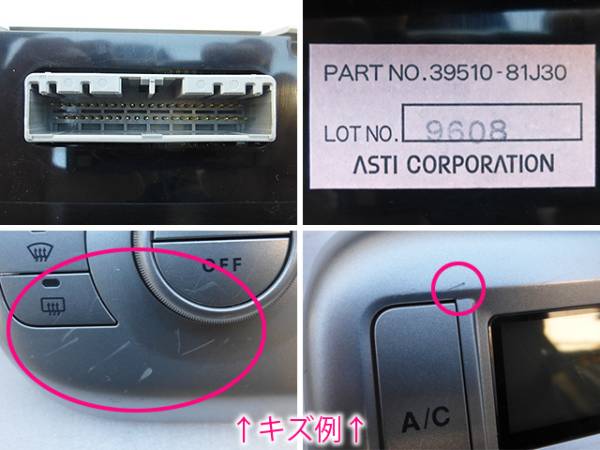 PART NO. 39510-81J30
LOT NO. 9608
ASTI CORPORATION
OFF
A/C
↑キズ例↑